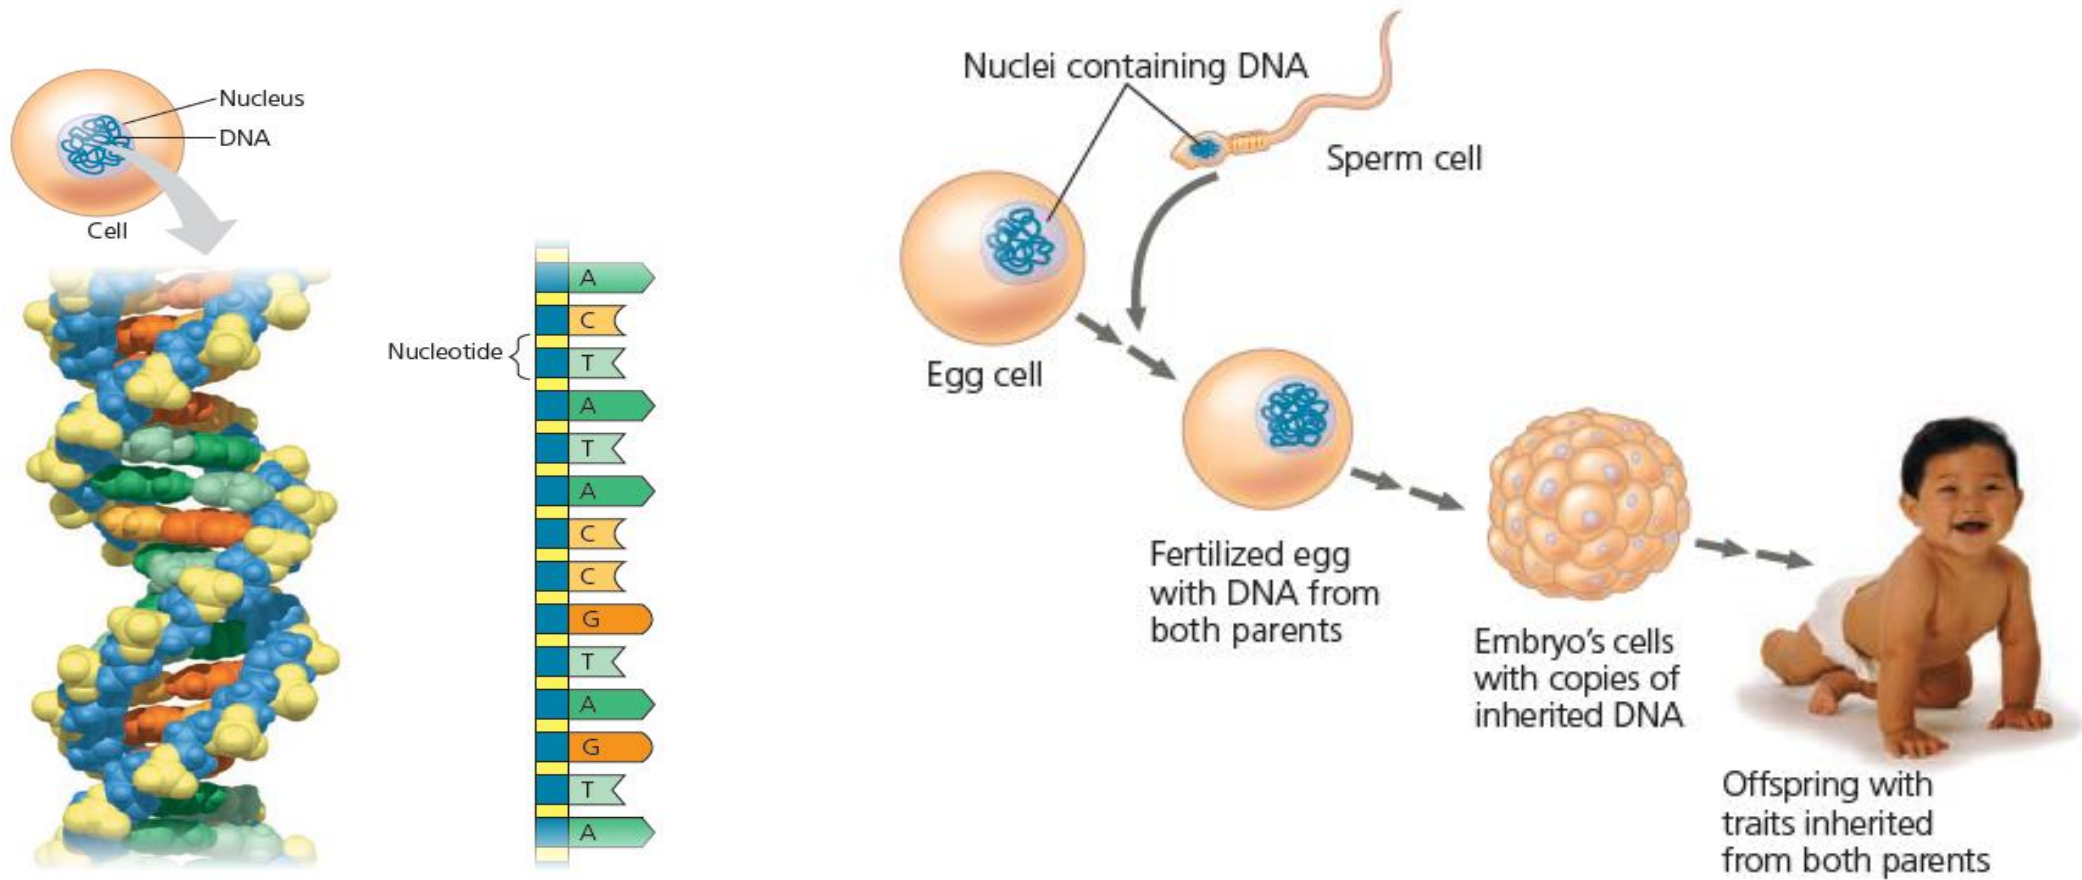 Nucleus
DNA
Cell
Nucleotide
A
C
T
A
T
A
C
C
G
T
A
G
T
A
Nuclei containing DNA
Sperm cell
Egg cell
Fertilized egg
with DNA from
both parents
Embryo’s cells
with copies of
inherited DNA
Offspring with
traits inherited
from both parents